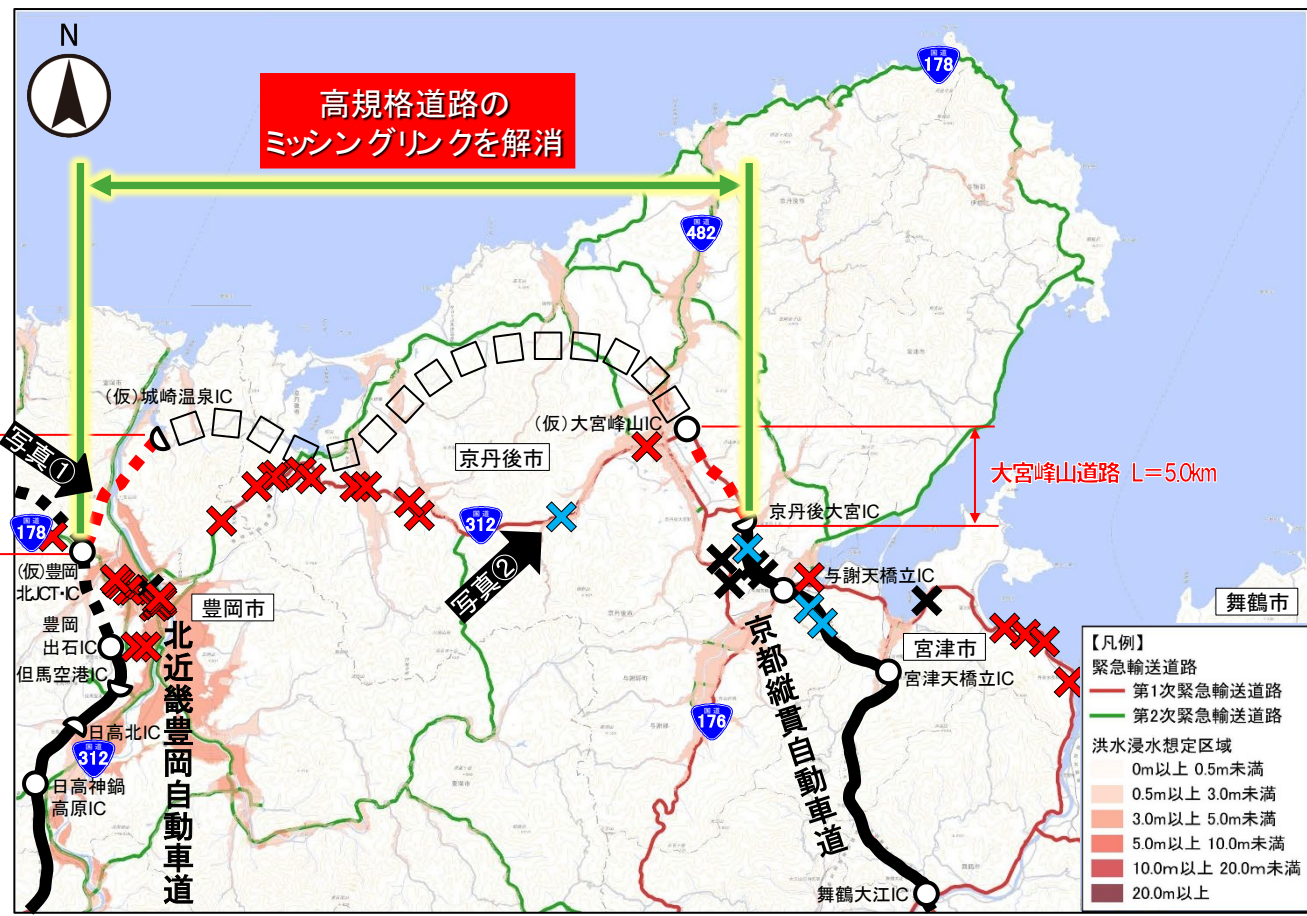 N
高規格道路の
ミッシングリンクを解消
国道
178
国道
482
(仮)城崎温泉IC
写真①
(仮)大宮峰山IC
京丹後市
大宮峰山道路 L=5.0km
国道
178
国道
312
京丹後大宮IC
写真②
(仮)豊岡
北JCT・IC
豊岡市
与謝天橋立IC
舞鶴市
豊岡
出石IC
北近畿豊岡自動車道
京都縦貫自動車道
宮津市
宮津天橋立IC
但馬空港IC
国道
176
日高北IC
国道
312
日高神鍋
高原IC
舞鶴大江IC
【凡例】
緊急輸送道路
第1次緊急輸送道路
第2次緊急輸送道路
洪水浸水想定区域
0m以上 0.5m未満
0.5m以上 3.0m未満
3.0m以上 5.0m未満
5.0m以上 10.0m未満
10.0m以上 20.0m未満
20.0m以上